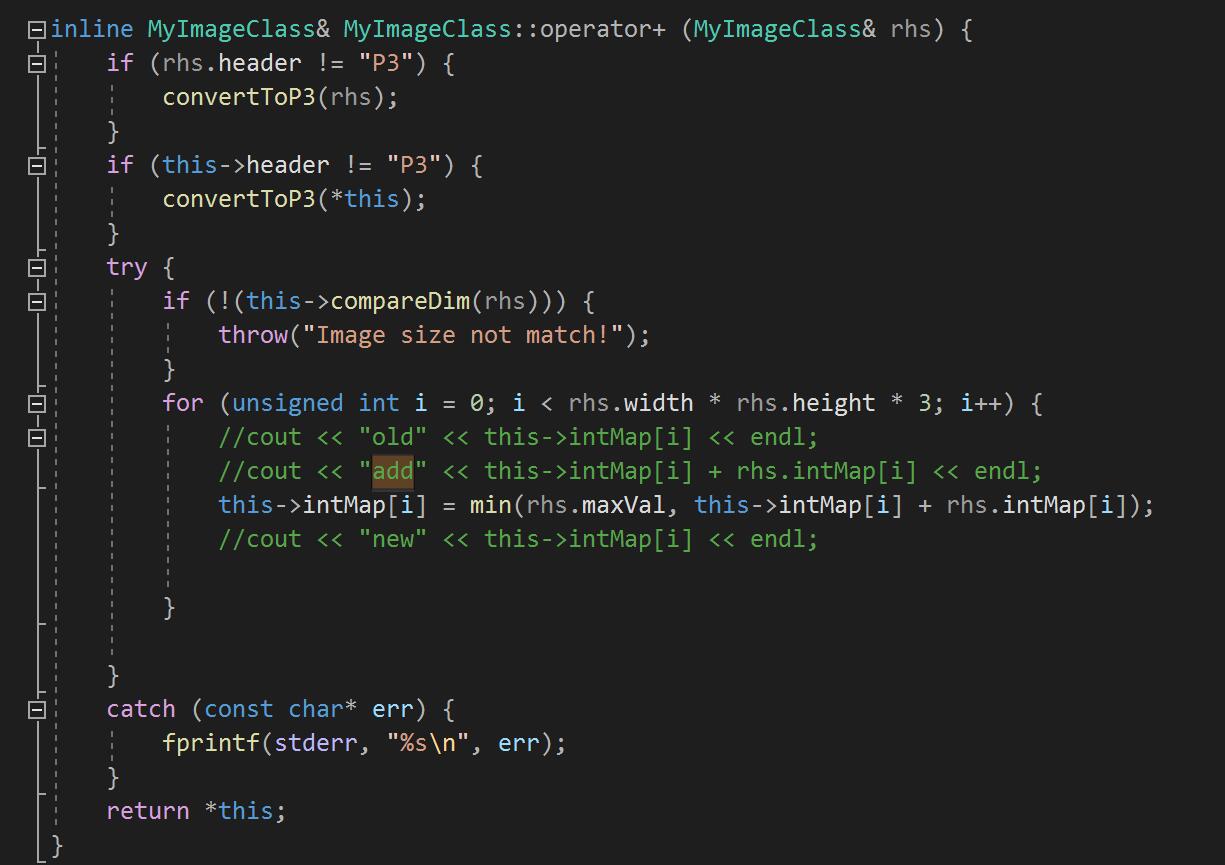 inline MyImageClass& MyImageClass::operator+ (MyImageClass& rhs) {
if (rhs.header != "P3") {
convertToP3(rhs);
}
if (this->header != "P3") {
convertToP3(*this);
}
try {
if (!(this->compareDim(rhs))) {
throw("Image size not match!");
}
for (unsigned int i = 0; i < rhs.width * rhs.height * 3; i++) {
//cout << "old" << this->intMap[i] << endl;
//cout << "add" << this->intMap[i] + rhs.intMap[i] << endl;
this->intMap[i] = min(rhs.maxVal, this->intMap[i] + rhs.intMap[i]);
//cout << "new" << this->intMap[i] << endl;
}
}
catch (const char* err) {
fprintf(stderr, "%s\n", err);
}
return *this;
}